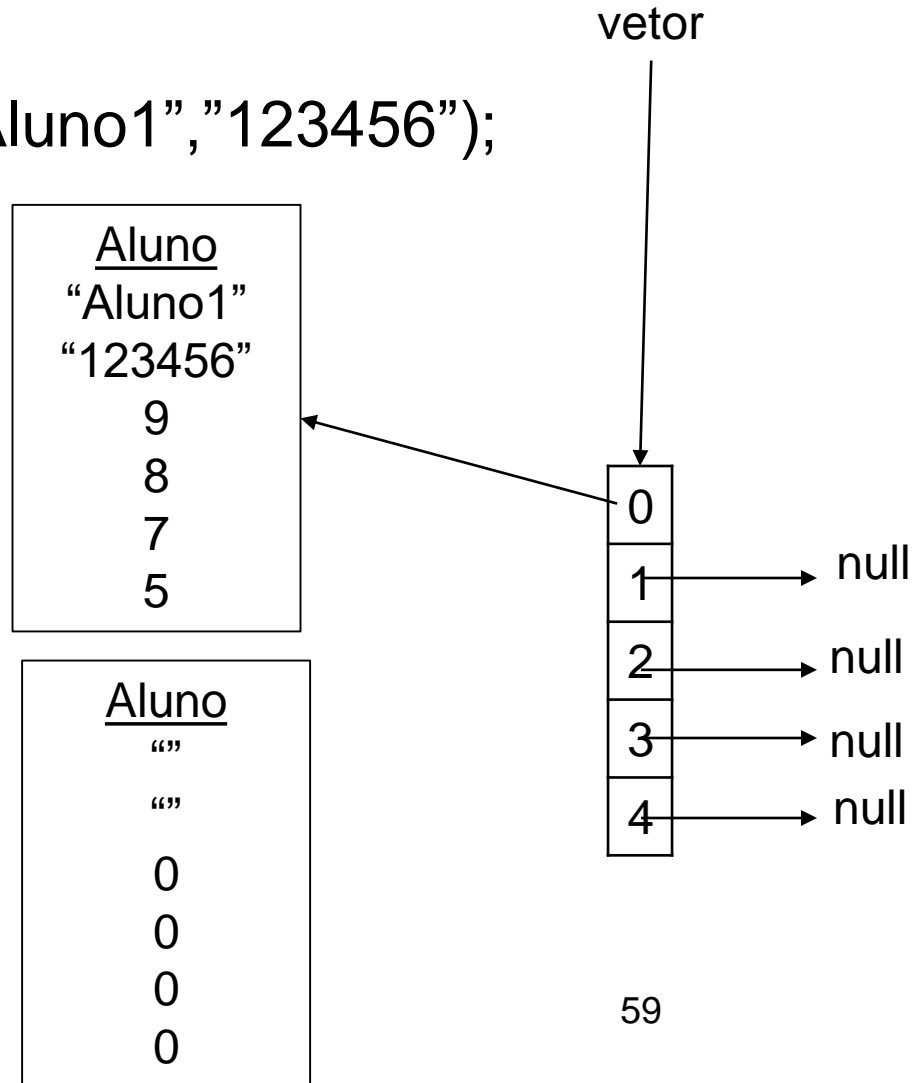 vetor
luno1”,”123456”);
Aluno
“Aluno1”
“123456”
9
8
7
5
0
1 null
2 null
3 null
4 null
Aluno
“”
“”
0
0
0
0
59